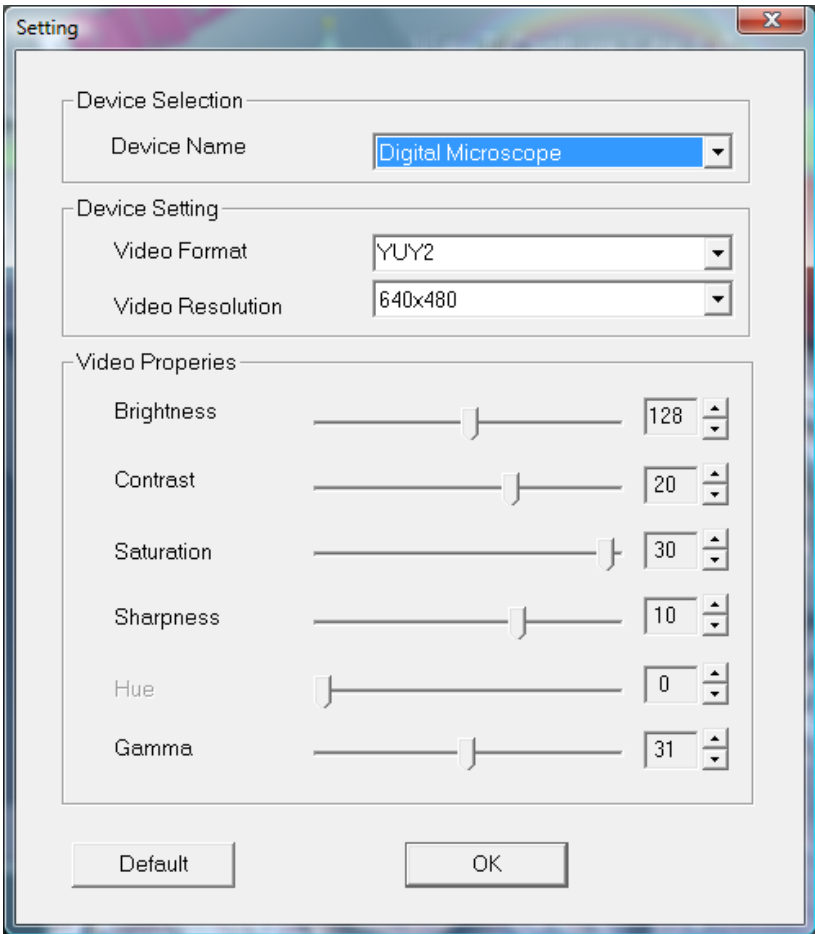 Setting
Device Selection
Device Name Digital Microscope
Device Setting
Video Format YUY2
Video Resolution 640x480
Video Properies
Brightness 128
Contrast 20
Saturation 30
Sharpness 10
Hue 0
Gamma 31
Default OK